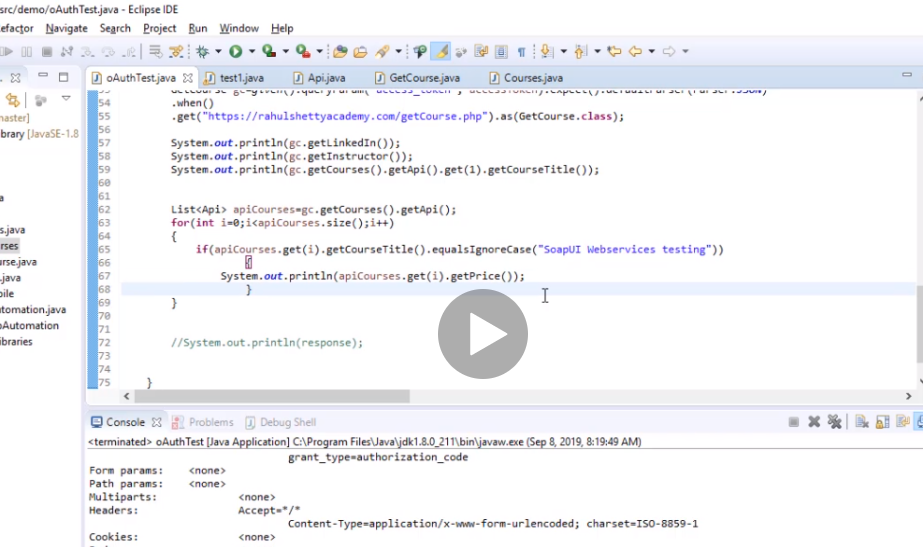 src/demo/oAuthTest.java - Eclipse IDE
efactor Navigate Search Project Run Window Help
oAuthTest.java test1.java Api.java GetCourse.java Courses.java
53 GetCourse gc=given().queryParam("access_token", accessToken).expect().defaultParser(Parser.JSON)
54 .when()
55 .get("https://rahulshettyacademy.com/getCourse.php").as(GetCourse.class);
56
57 System.out.println(gc.getLinkedIn());
58 System.out.println(gc.getInstructor());
59 System.out.println(gc.getCourses().getApi().get(1).getCourseTitle());
60
61
62 List<Api> apiCourses=gc.getCourses().getApi();
63 for(int i=0;i<apiCourses.size();i++)
64 {
65 if(apiCourses.get(i).getCourseTitle().equalsIgnoreCase("SoapUI Webservices testing"))
66 {
67 System.out.println(apiCourses.get(i).getPrice());
68 }
69 }
70
71
72 //System.out.println(response);
73
74
75 }
master]
brary [JavaSE-1.8
a
s.java
rses
urse.java
.java
oile
utomation.java
oAutomation
ibraries
Console Problems Debug Shell
<terminated> oAuthTest [Java Application] C:\Program Files\Java\jdk1.8.0_211\bin\javaw.exe (Sep 8, 2019, 8:19:49 AM)
grant_type=authorization_code
Form params: <none>
Path params: <none>
Multiparts: <none>
Headers: Accept=*/*
Content-Type=application/x-www-form-urlencoded; charset=ISO-8859-1
Cookies: <none>